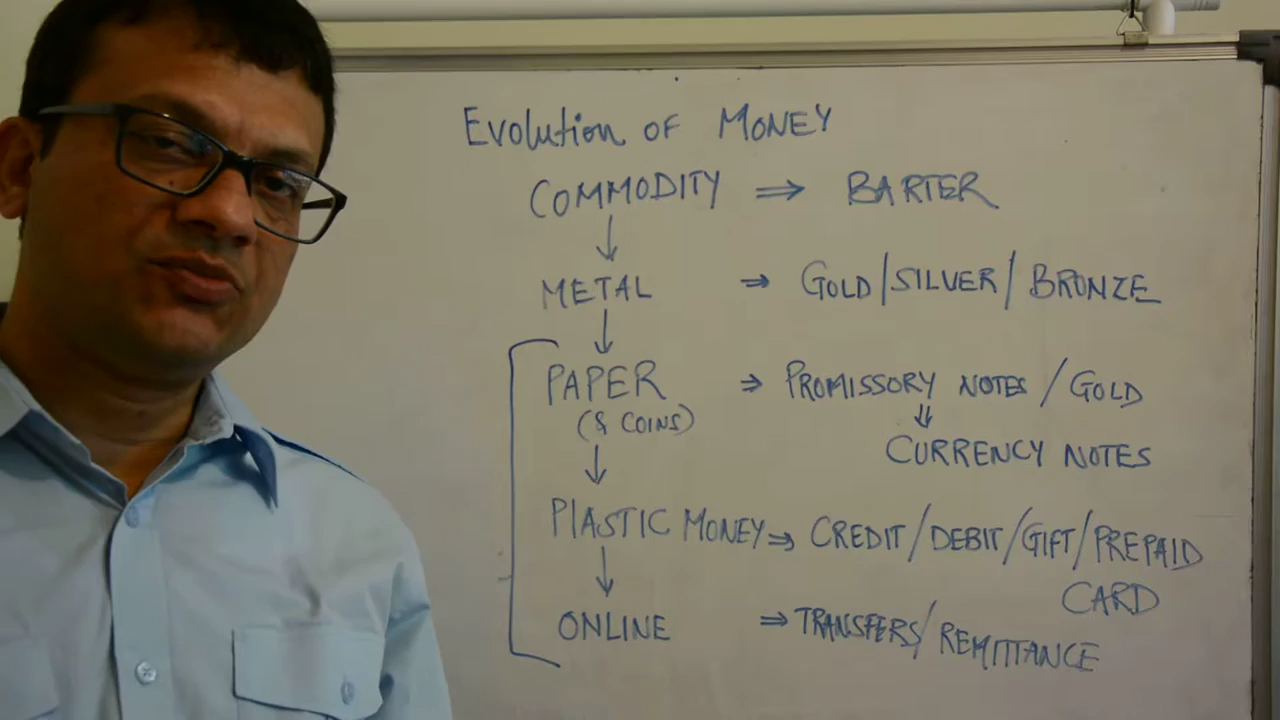 Evolution OF MONEY
COMMODITY ⇒ BARTER
↓
METAL ⇒ GOLD/SILVER/BRONZE
↓
PAPER ⇒ PROMISSORY NOTES / GOLD
(& COINS) ⇓
↓ CURRENCY NOTES
PLASTIC MONEY ⇒ CREDIT/DEBIT/GIFT/PREPAID
CARD
↓
ONLINE ⇒ TRANSFERS/REMITTANCE